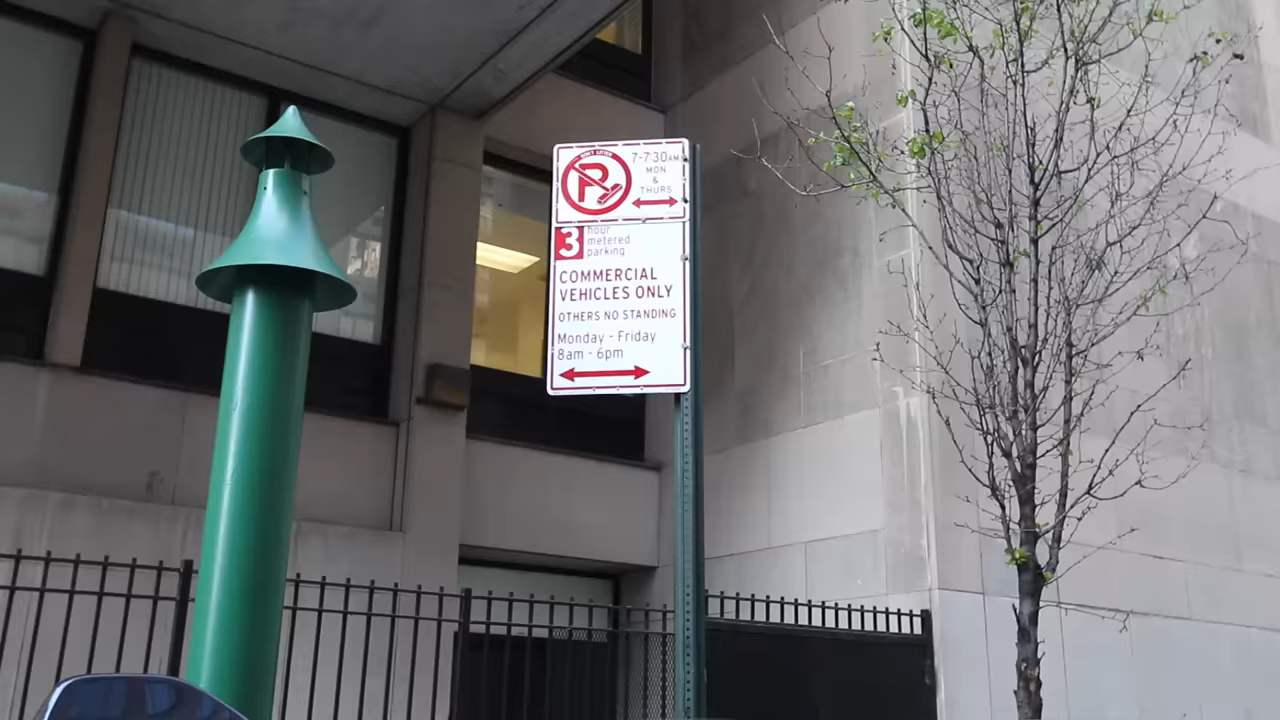 7-7:30AM
MON
&
THURS
P
3 hour
metered
parking
COMMERCIAL
VEHICLES ONLY
OTHERS NO STANDING
Monday - Friday
8am - 6pm